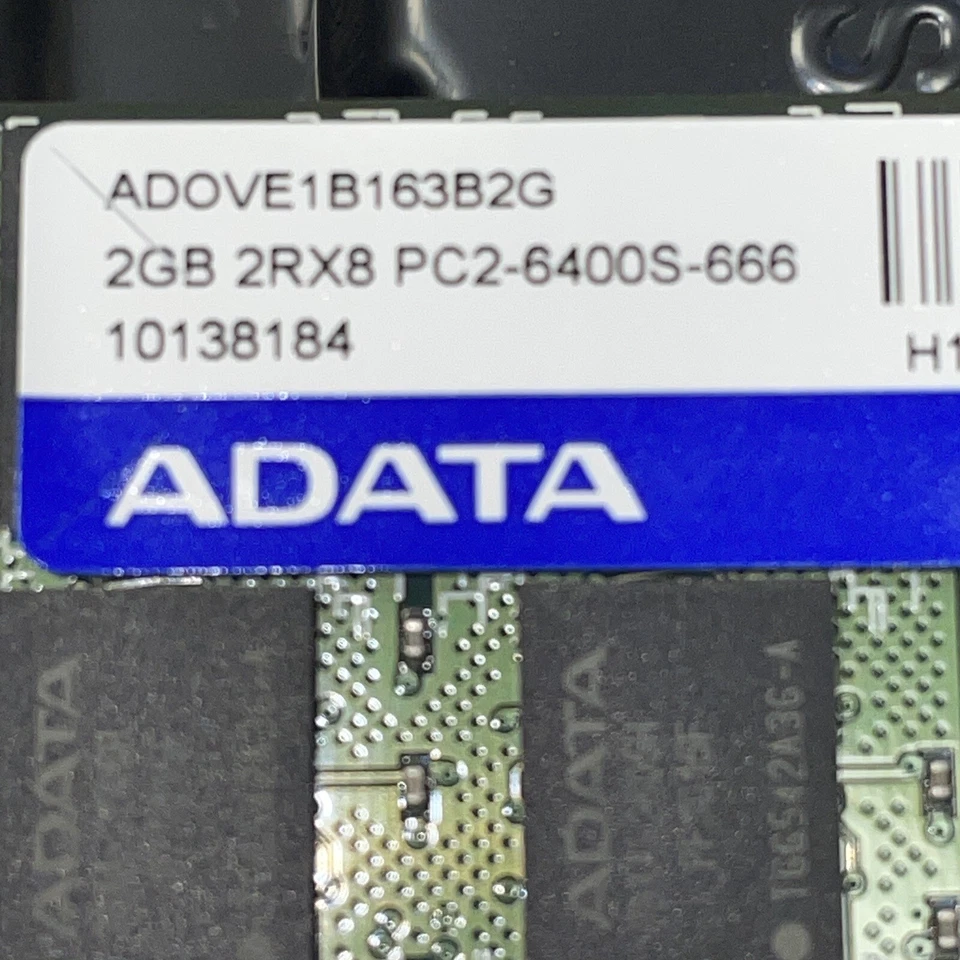 S
ADOVE1B163B2G
2GB 2RX8 PC2-6400S-666
10138184
H1
ADATA
ADATA
ADATA